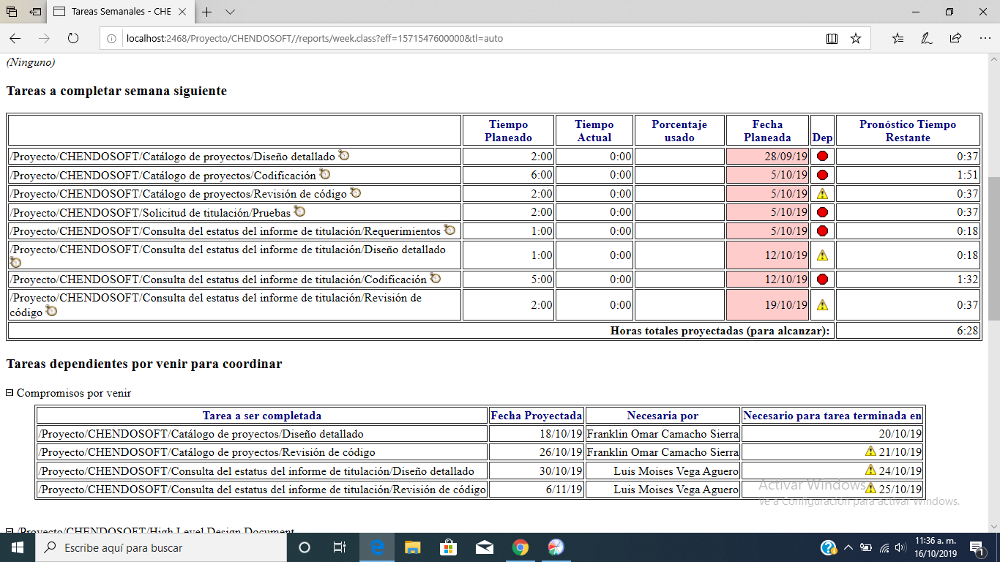 Tareas Semanales - CHE
localhost:2468/Proyecto/CHENDOSOFT//reports/week.class?eff=1571547600000&tl=auto
(Ninguno)
Tareas a completar semana siguiente
Tiempo Planeado Tiempo Actual Porcentaje usado Fecha Planeada Dep Pronóstico Tiempo Restante
/Proyecto/CHENDOSOFT/Catálogo de proyectos/Diseño detallado 2:00 0:00 28/09/19 0:37
/Proyecto/CHENDOSOFT/Catálogo de proyectos/Codificación 6:00 0:00 5/10/19 1:51
/Proyecto/CHENDOSOFT/Catálogo de proyectos/Revisión de código 2:00 0:00 5/10/19 0:37
/Proyecto/CHENDOSOFT/Solicitud de titulación/Pruebas 2:00 0:00 5/10/19 0:37
/Proyecto/CHENDOSOFT/Consulta del estatus del informe de titulación/Requerimientos 1:00 0:00 5/10/19 0:18
/Proyecto/CHENDOSOFT/Consulta del estatus del informe de titulación/Diseño detallado 1:00 0:00 12/10/19 0:18
/Proyecto/CHENDOSOFT/Consulta del estatus del informe de titulación/Codificación 5:00 0:00 12/10/19 1:32
/Proyecto/CHENDOSOFT/Consulta del estatus del informe de titulación/Revisión de
código 2:00 0:00 19/10/19 0:37
Horas totales proyectadas (para alcanzar): 6:28
Tareas dependientes por venir para coordinar
Compromisos por venir
Tarea a ser completada Fecha Proyectada Necesaria por Necesario para tarea terminada en
/Proyecto/CHENDOSOFT/Catálogo de proyectos/Diseño detallado 18/10/19 Franklin Omar Camacho Sierra 20/10/19
/Proyecto/CHENDOSOFT/Catálogo de proyectos/Revisión de código 26/10/19 Franklin Omar Camacho Sierra 21/10/19
/Proyecto/CHENDOSOFT/Consulta del estatus del informe de titulación/Diseño detallado 30/10/19 Luis Moises Vega Aguero 24/10/19
/Proyecto/CHENDOSOFT/Consulta del estatus del informe de titulación/Revisión de código 6/11/19 Luis Moises Vega Aguero 25/10/19
Activar Windows
Ve a Configuración para activar Windows.
/Proyecto/CHENDOSOFT/High Level Design Document
Escribe aquí para buscar
11:36 a. m.
16/10/2019
1